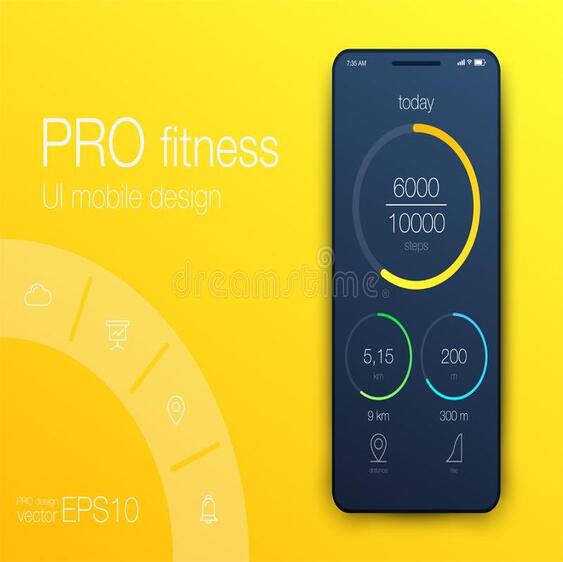 PRO fitness
UI mobile design
PRO design
vector EPS10
7:35 AM
today
6000
10000
steps
5,15
km
9 km
distance
200
m
300 m
rise
dreamstime